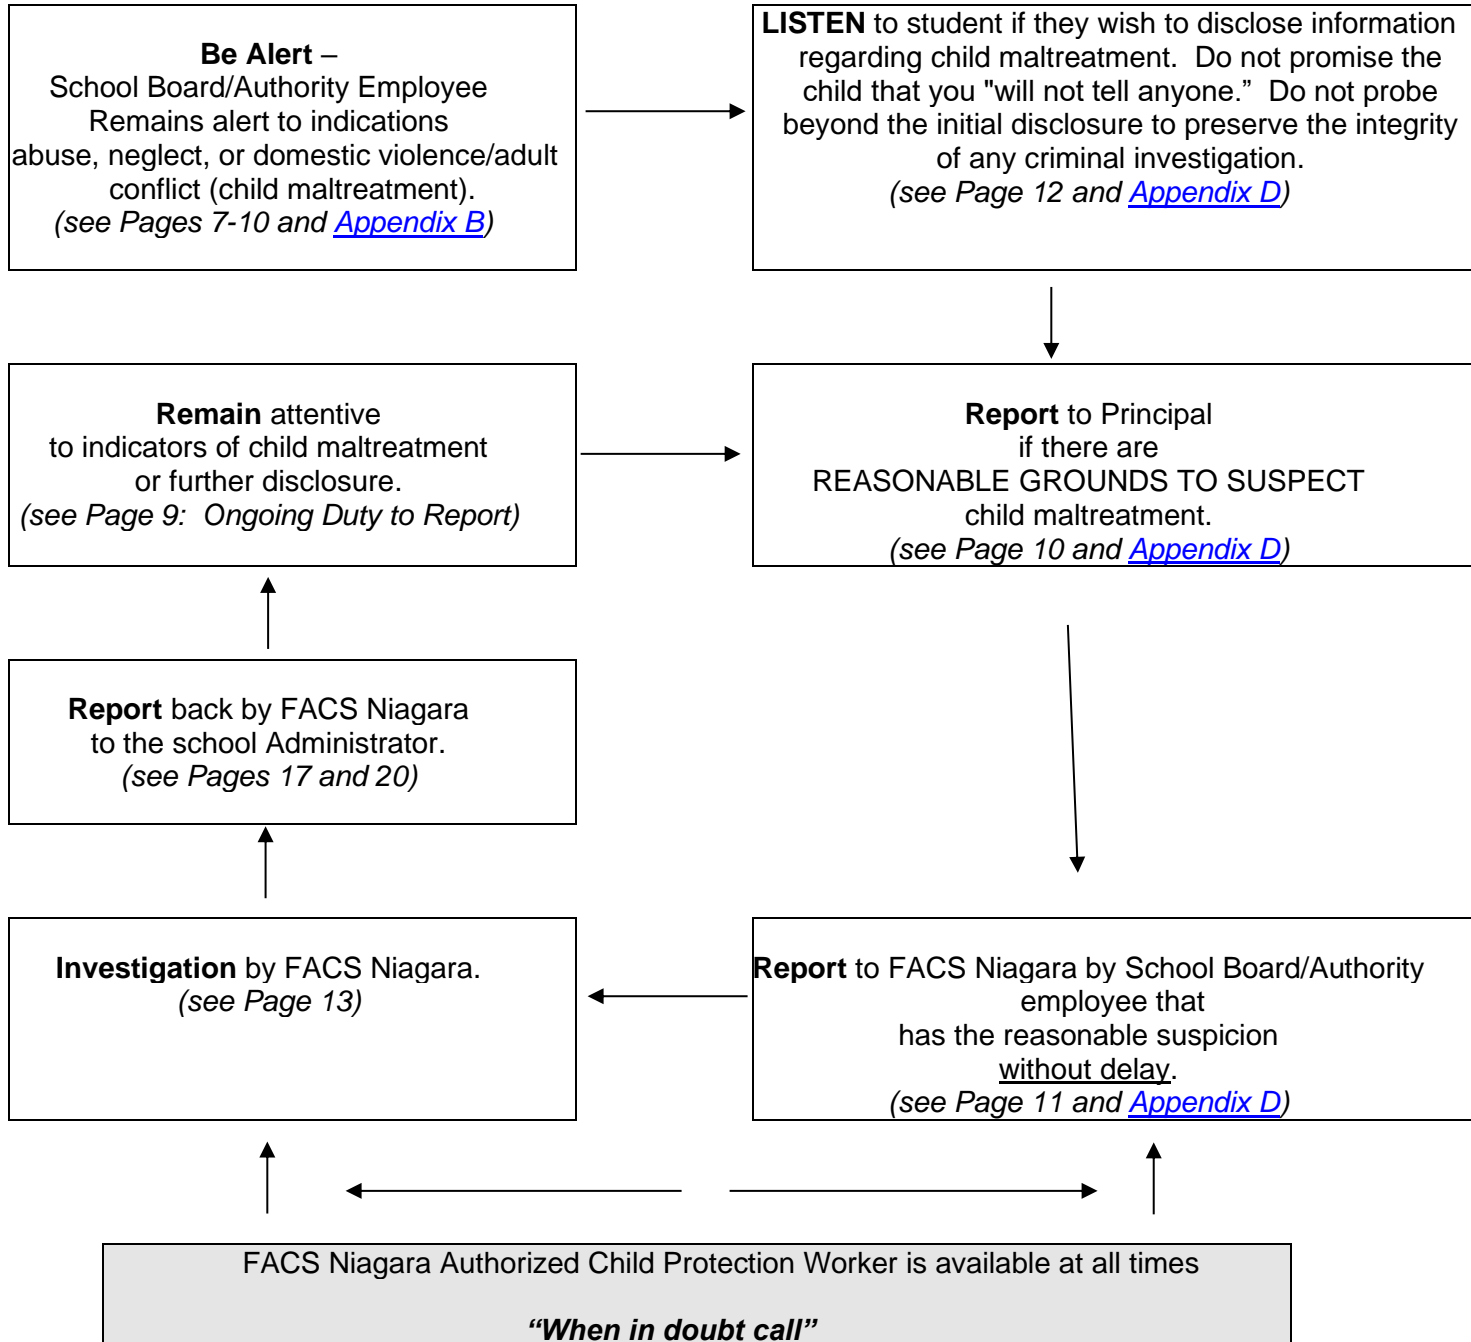 Be Alert –
School Board/Authority Employee
Remains alert to indications
abuse, neglect, or domestic violence/adult
conflict (child maltreatment).
(see Pages 7-10 and Appendix B)
LISTEN to student if they wish to disclose information
regarding child maltreatment.  Do not promise the
child that you "will not tell anyone.”  Do not probe
beyond the initial disclosure to preserve the integrity
of any criminal investigation.
(see Page 12 and Appendix D)
Remain attentive
to indicators of child maltreatment
or further disclosure.
(see Page 9:  Ongoing Duty to Report)
Report to Principal
if there are
REASONABLE GROUNDS TO SUSPECT
child maltreatment.
(see Page 10 and Appendix D)
Report back by FACS Niagara
to the school Administrator.
(see Pages 17 and 20)
Investigation by FACS Niagara.
(see Page 13)
Report to FACS Niagara by School Board/Authority
employee that
has the reasonable suspicion
without delay.
(see Page 11 and Appendix D)
FACS Niagara Authorized Child Protection Worker is available at all times
“When in doubt call”